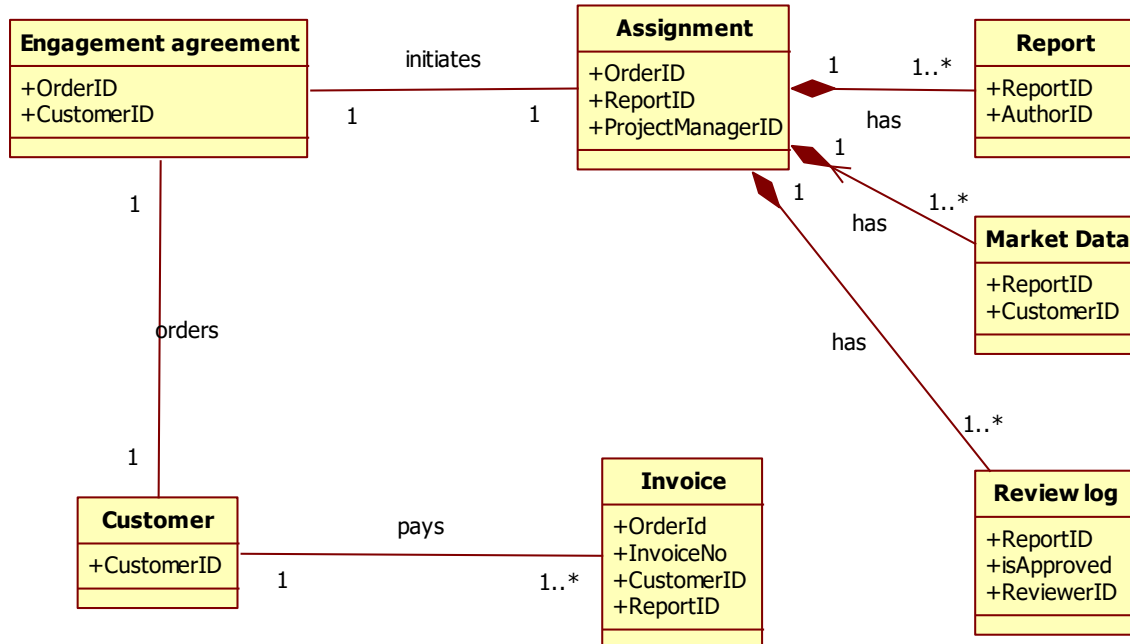 Engagement agreement
+OrderID
+CustomerID
initiates
1
1
Assignment
+OrderID
+ReportID
+ProjectManagerID
1
1..*
has
Report
+ReportID
+AuthorID
1
1..*
has
Market Data
+ReportID
+CustomerID
1
has
1..*
1
orders
1
Customer
+CustomerID
pays
1
1..*
Invoice
+OrderId
+InvoiceNo
+CustomerID
+ReportID
Review log
+ReportID
+isApproved
+ReviewerID